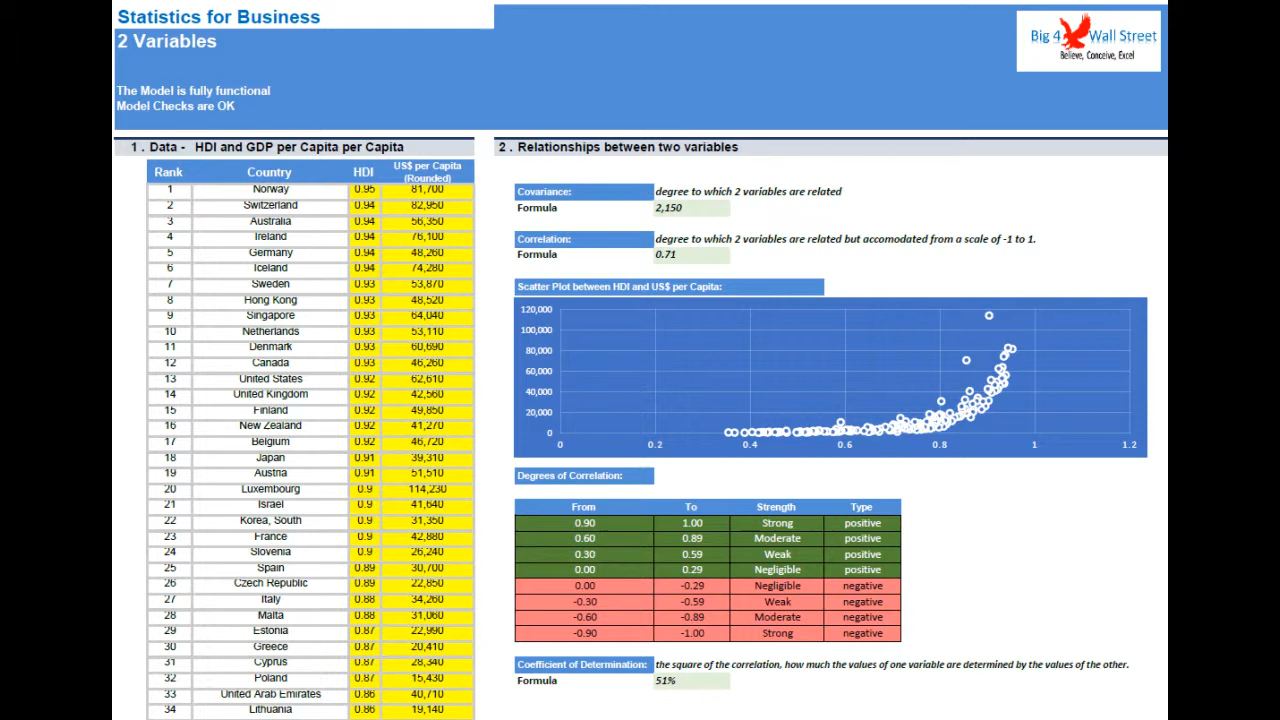 Statistics for Business
2 Variables
Big 4 Wall Street
Believe, Conceive, Excel
The Model is fully functional
Model Checks are OK
1 . Data - HDI and GDP per Capita per Capita
Rank Country HDI US$ per Capita (Rounded)
1 Norway 0.95 81,700
2 Switzerland 0.94 82,950
3 Australia 0.94 56,350
4 Ireland 0.94 76,100
5 Germany 0.94 48,260
6 Iceland 0.94 74,280
7 Sweden 0.93 53,870
8 Hong Kong 0.93 48,520
9 Singapore 0.93 64,040
10 Netherlands 0.93 53,110
11 Denmark 0.93 60,690
12 Canada 0.93 46,260
13 United States 0.92 62,610
14 United Kingdom 0.92 42,560
15 Finland 0.92 49,850
16 New Zealand 0.92 41,270
17 Belgium 0.92 46,720
18 Japan 0.91 39,310
19 Austria 0.91 51,510
20 Luxembourg 0.9 114,230
21 Israel 0.9 41,640
22 Korea, South 0.9 31,350
23 France 0.9 42,880
24 Slovenia 0.9 26,240
25 Spain 0.89 30,700
26 Czech Republic 0.89 22,850
27 Italy 0.88 34,260
28 Malta 0.88 31,060
29 Estonia 0.87 22,990
30 Greece 0.87 20,410
31 Cyprus 0.87 28,340
32 Poland 0.87 15,430
33 United Arab Emirates 0.86 40,710
34 Lithuania 0.86 19,140
2 . Relationships between two variables
Covariance: degree to which 2 variables are related
Formula 2,150
Correlation: degree to which 2 variables are related but accomodated from a scale of -1 to 1.
Formula 0.71
Scatter Plot between HDI and US$ per Capita:
120,000
100,000
80,000
60,000
40,000
20,000
0
0 0.2 0.4 0.6 0.8 1 1.2
Degrees of Correlation:
From To Strength Type
0.90 1.00 Strong positive
0.60 0.89 Moderate positive
0.30 0.59 Weak positive
0.00 0.29 Negligible positive
0.00 -0.29 Negligible negative
-0.30 -0.59 Weak negative
-0.60 -0.89 Moderate negative
-0.90 -1.00 Strong negative
Coefficient of Determination: the square of the correlation, how much the values of one variable are determined by the values of the other.
Formula 51%